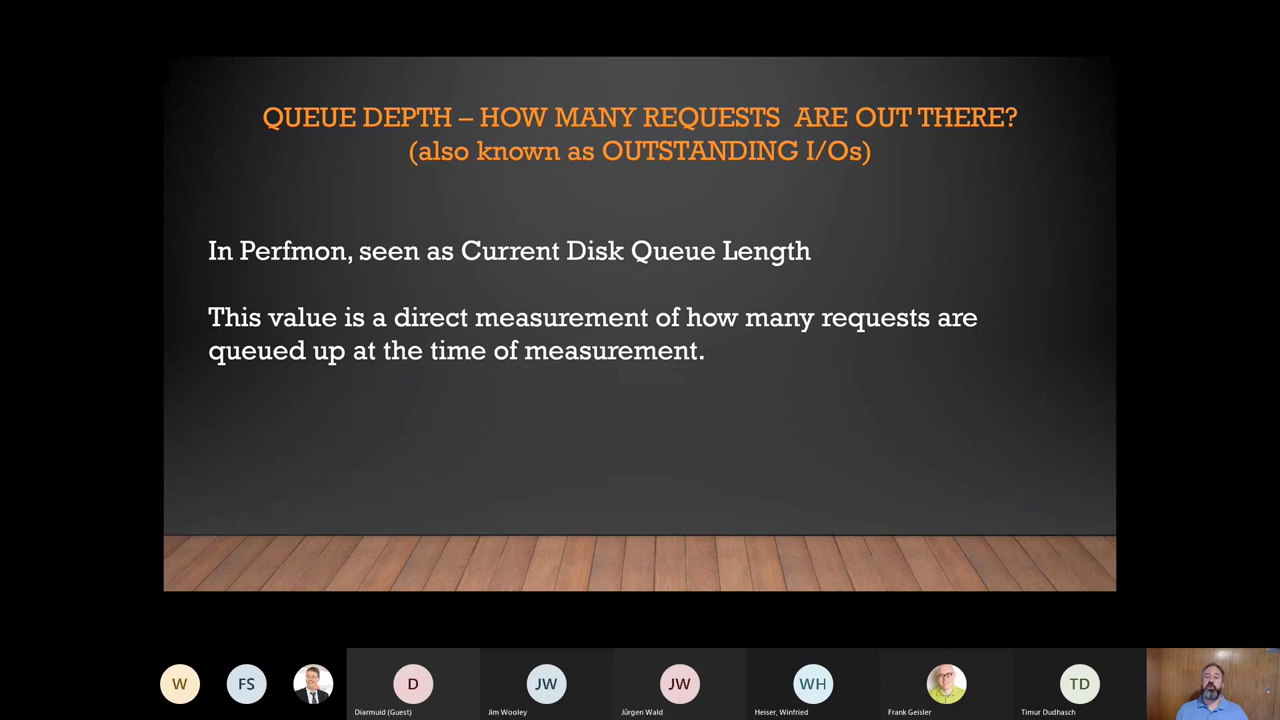 QUEUE DEPTH – HOW MANY REQUESTS ARE OUT THERE?
(also known as OUTSTANDING I/Os)
In Perfmon, seen as Current Disk Queue Length
This value is a direct measurement of how many requests are
queued up at the time of measurement.
W
FS
D
JW
JW
WH
TD
Diarmuid (Guest)
Jim Wooley
Jürgen Wald
Heiser, Winfried
Frank Geisler
Timur Dudhasch